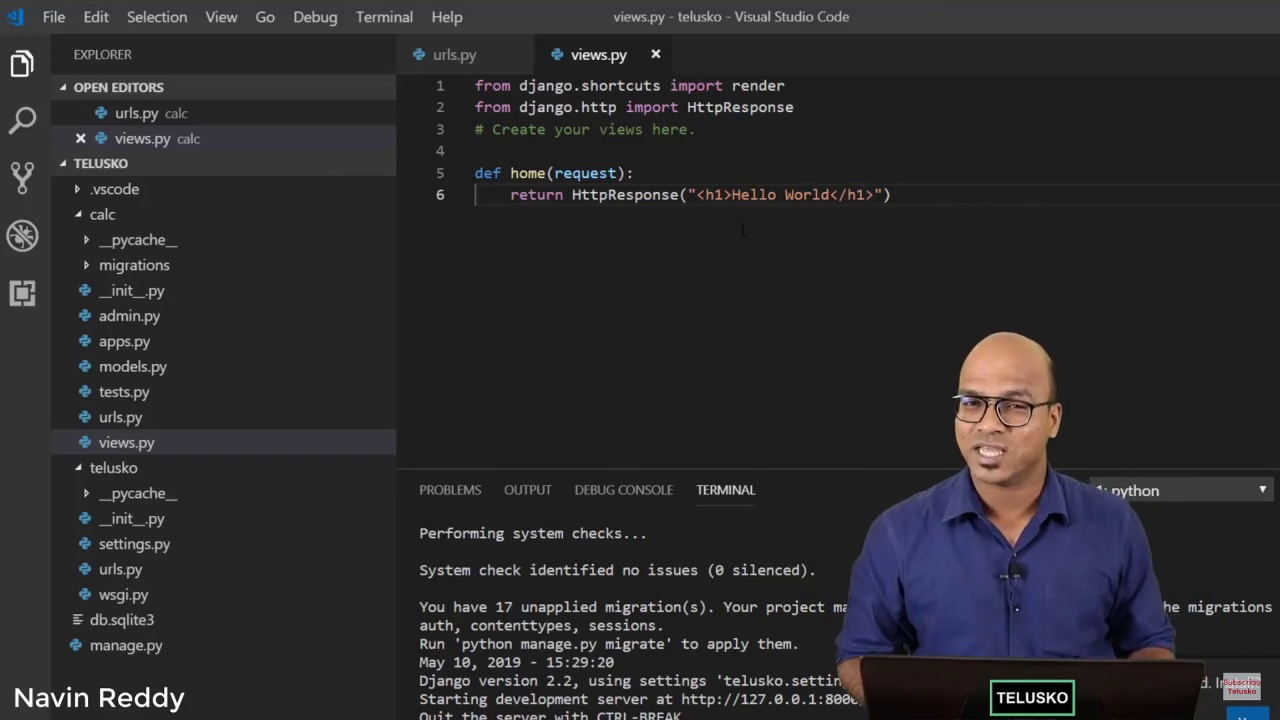 File Edit Selection View Go Debug Terminal Help
views.py - telusko - Visual Studio Code
EXPLORER
OPEN EDITORS
urls.py calc
views.py calc
TELUSKO
.vscode
calc
__pycache__
migrations
__init__.py
admin.py
apps.py
models.py
tests.py
urls.py
views.py
telusko
__pycache__
__init__.py
settings.py
urls.py
wsgi.py
db.sqlite3
manage.py
urls.py
views.py
1 from django.shortcuts import render
2 from django.http import HttpResponse
3 # Create your views here.
4
5 def home(request):
6 return HttpResponse("<h1>Hello World</h1>")
PROBLEMS OUTPUT DEBUG CONSOLE TERMINAL
1: python
Performing system checks...
System check identified no issues (0 silenced).
You have 17 unapplied migration(s). Your project ma he migrations
auth, contenttypes, sessions.
Run 'python manage.py migrate' to apply them.
May 10, 2019 - 15:29:20
Django version 2.2, using settings 'telusko.setting
Starting development server at http://127.0.0.1:8000
Quit the server with CTRL-BREAK.
Navin Reddy
TELUSKO
Subscribe
Telusko